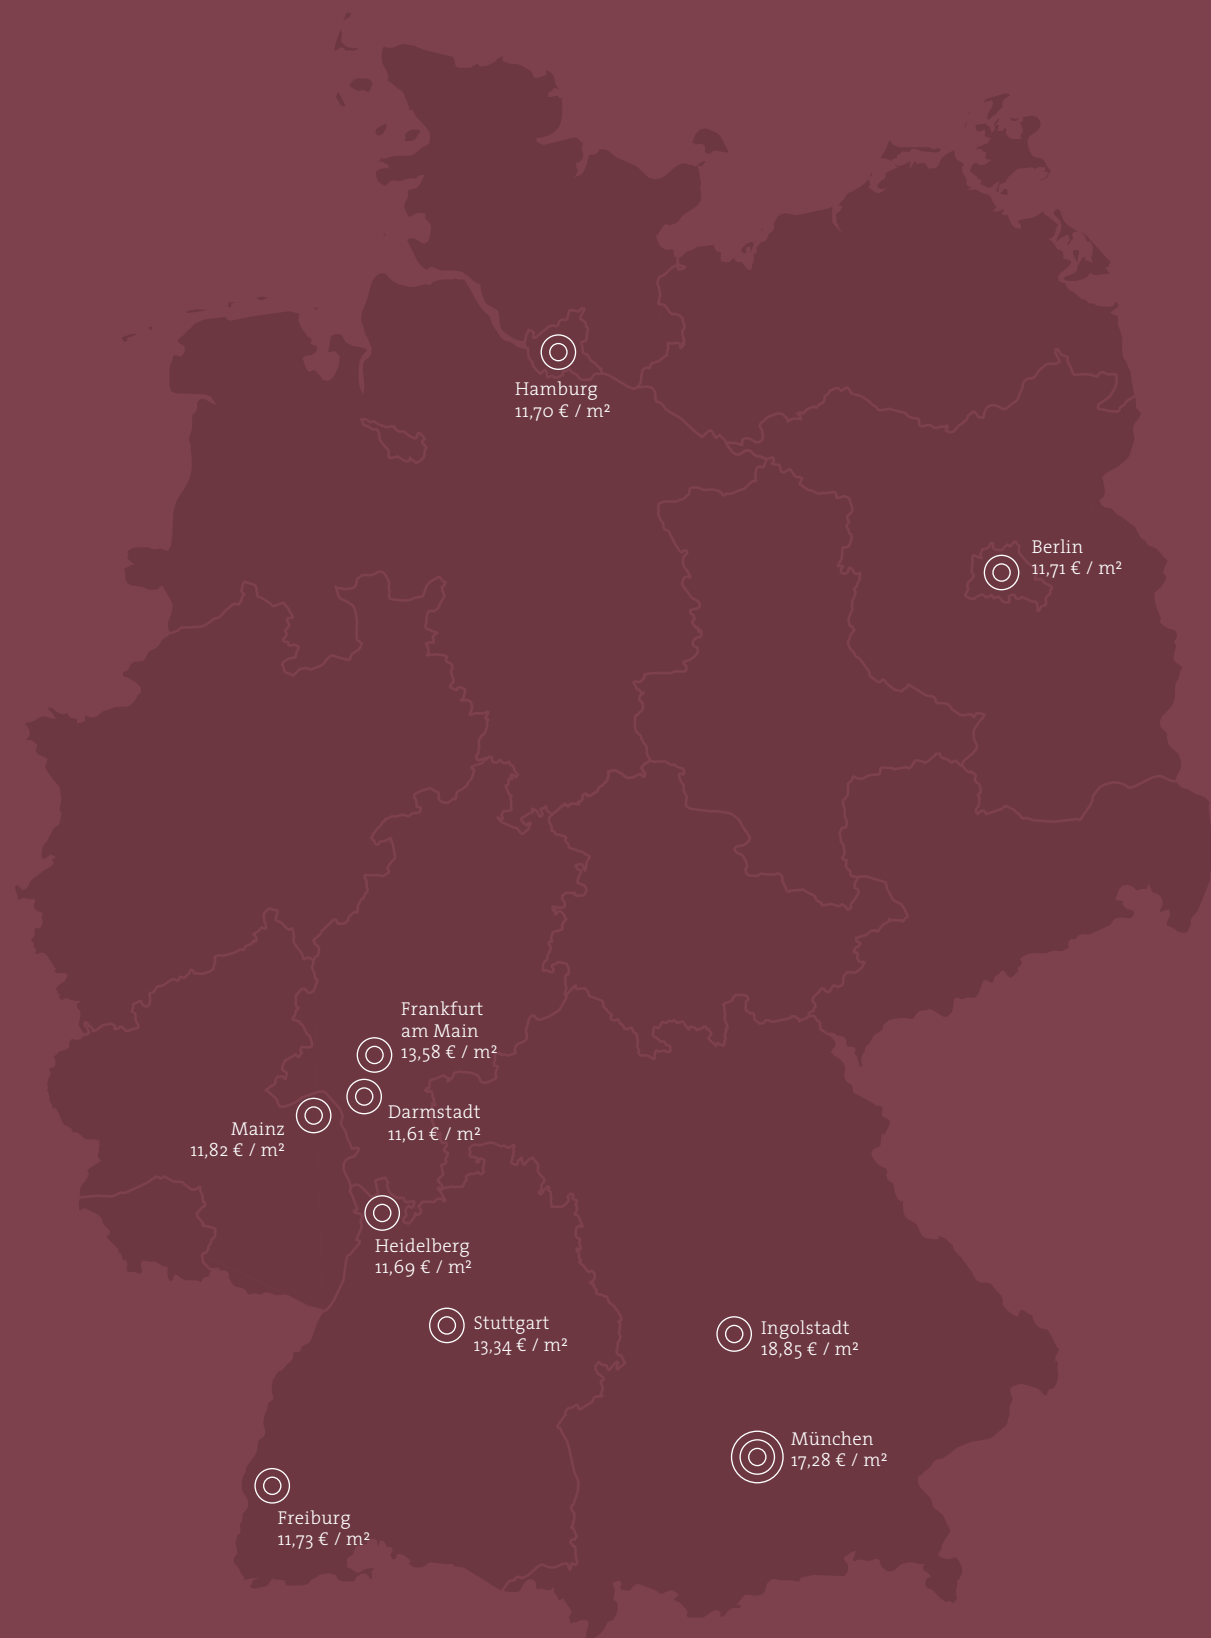 Hamburg
11,70 € / m²
Berlin
11,71 € / m²
Frankfurt
am Main
13,58 € / m²
Darmstadt
11,61 € / m²
Mainz
11,82 € / m²
Heidelberg
11,69 € / m²
Stuttgart
13,34 € / m²
Ingolstadt
18,85 € / m²
München
17,28 € / m²
Freiburg
11,73 € / m²